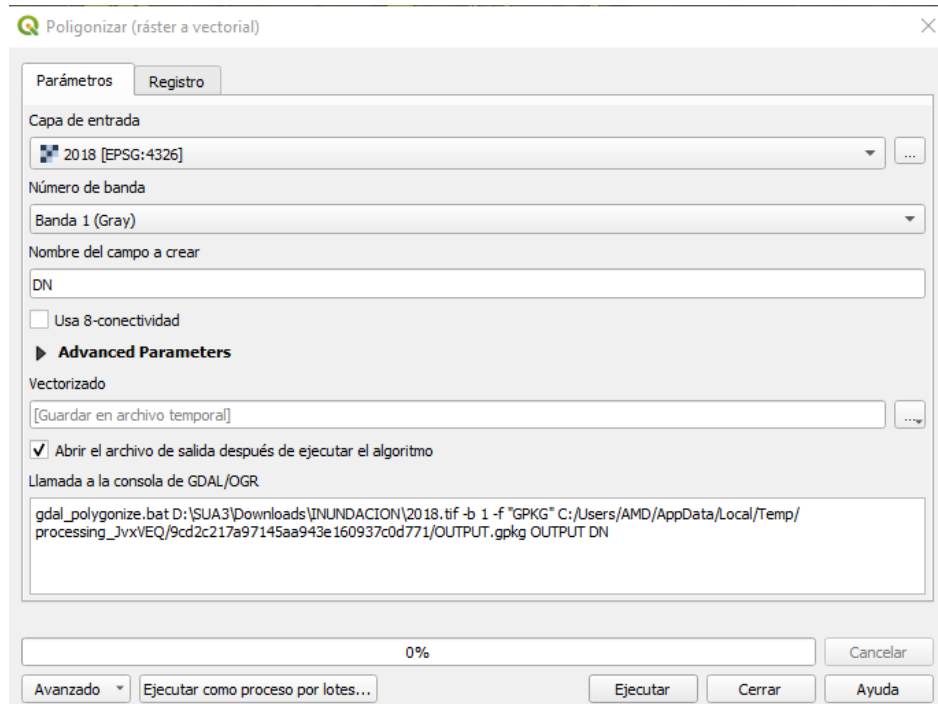 Poligonizar (ráster a vectorial)
Parámetros
Registro
Capa de entrada
2018 [EPSG:4326]
...
Número de banda
Banda 1 (Gray)
Nombre del campo a crear
DN
Usa 8-conectividad
Advanced Parameters
Vectorizado
[Guardar en archivo temporal]
...
Abrir el archivo de salida después de ejecutar el algoritmo
Llamada a la consola de GDAL/OGR
gdal_polygonize.bat D:\SUA3\Downloads\INUNDACION\2018.tif -b 1 -f "GPKG" C:/Users/AMD/AppData/Local/Temp/
processing_JvxVEQ/9cd2c217a97145aa943e160937c0d771/OUTPUT.gpkg OUTPUT DN
0%
Cancelar
Avanzado
Ejecutar como proceso por lotes...
Ejecutar
Cerrar
Ayuda